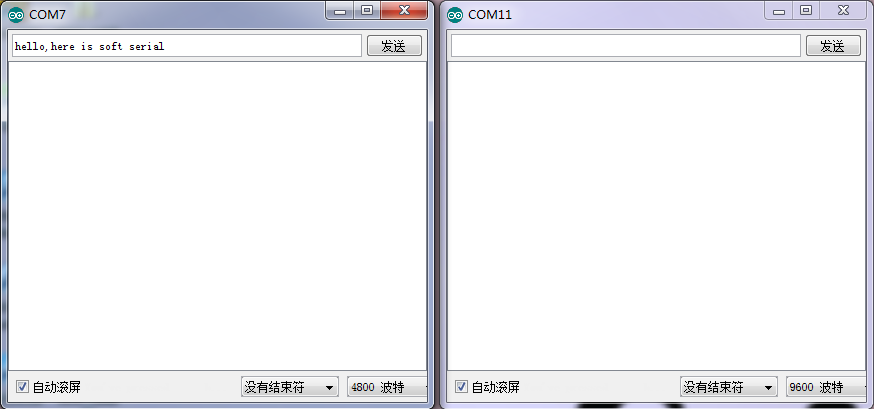 COM7
hello,here is soft serial
发送
自动滚屏
没有结束符
4800 波特
COM11
发送
自动滚屏
没有结束符
9600 波特